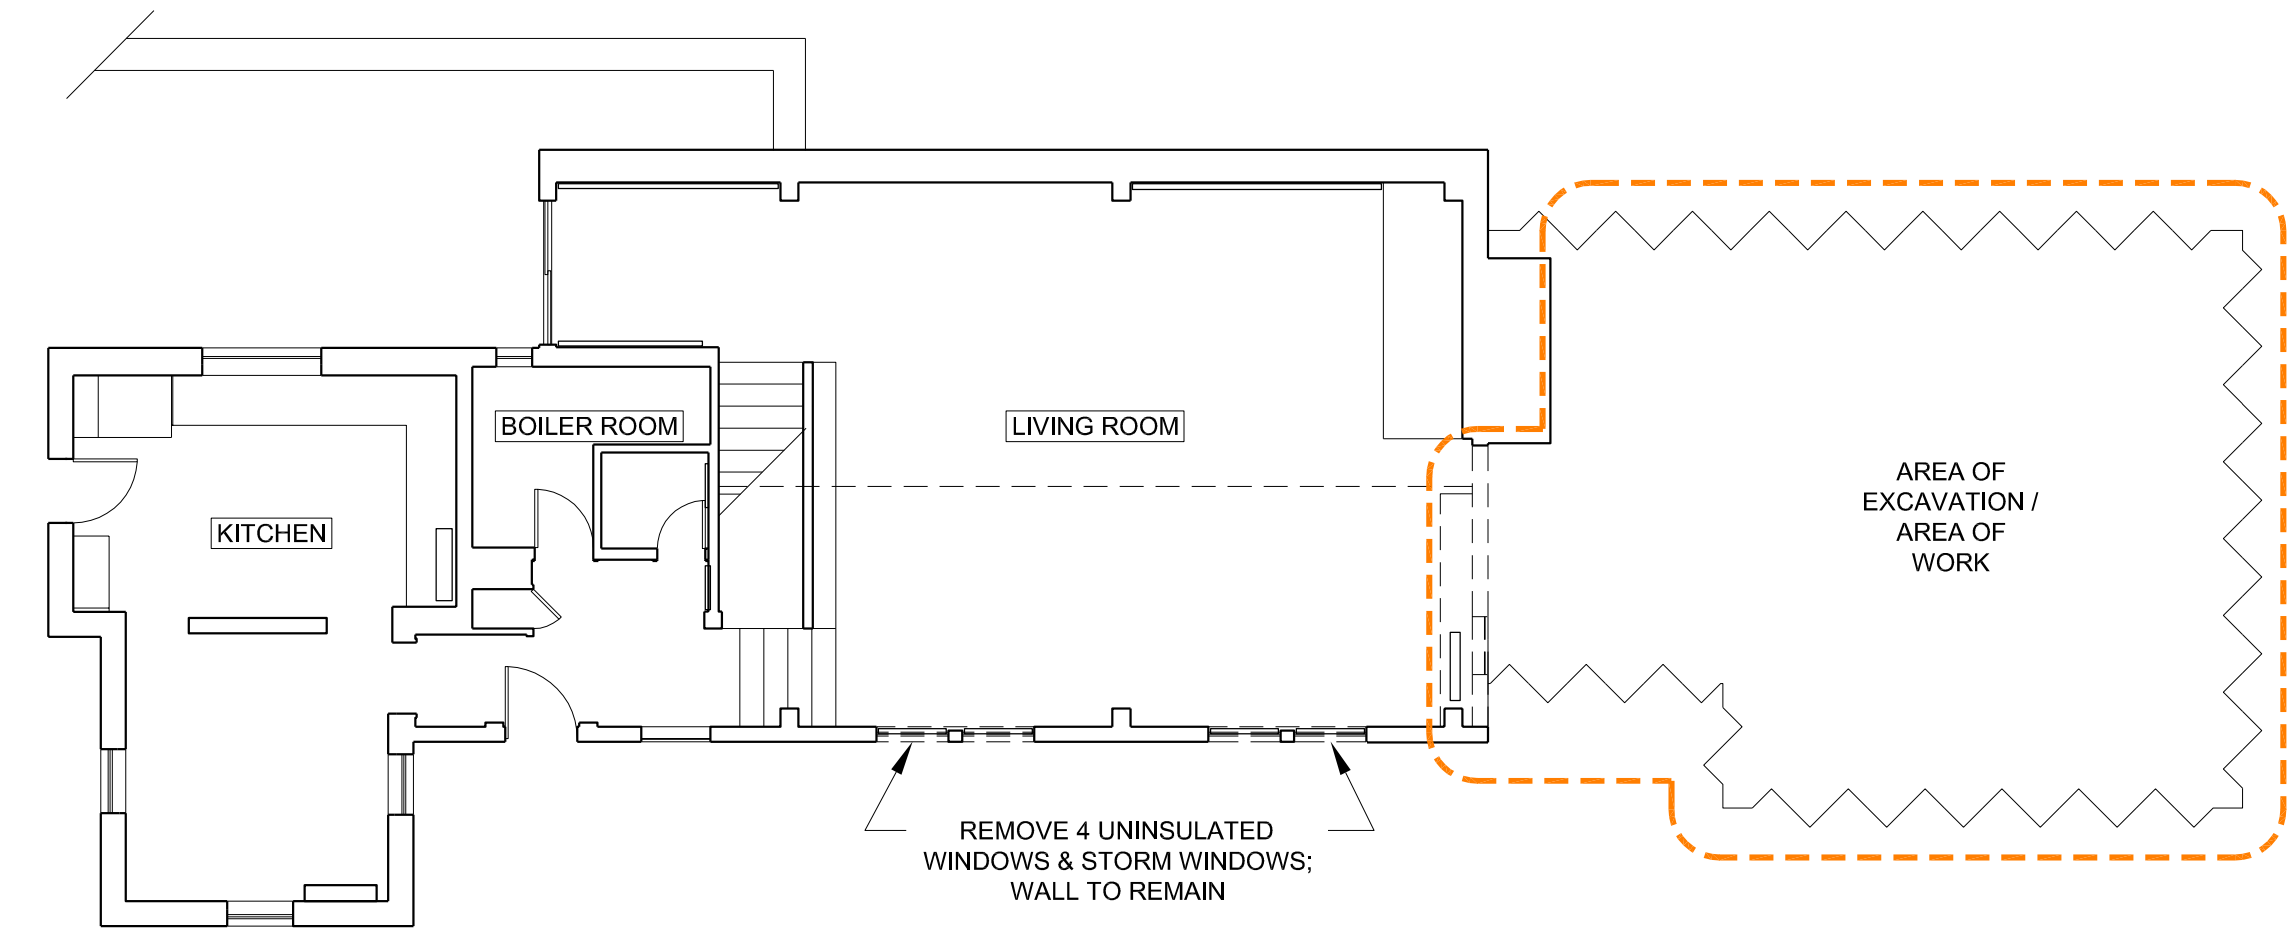 BOILER ROOM
LIVING ROOM
KITCHEN
AREA OF
EXCAVATION /
AREA OF
WORK
REMOVE 4 UNINSULATED
WINDOWS & STORM WINDOWS;
WALL TO REMAIN